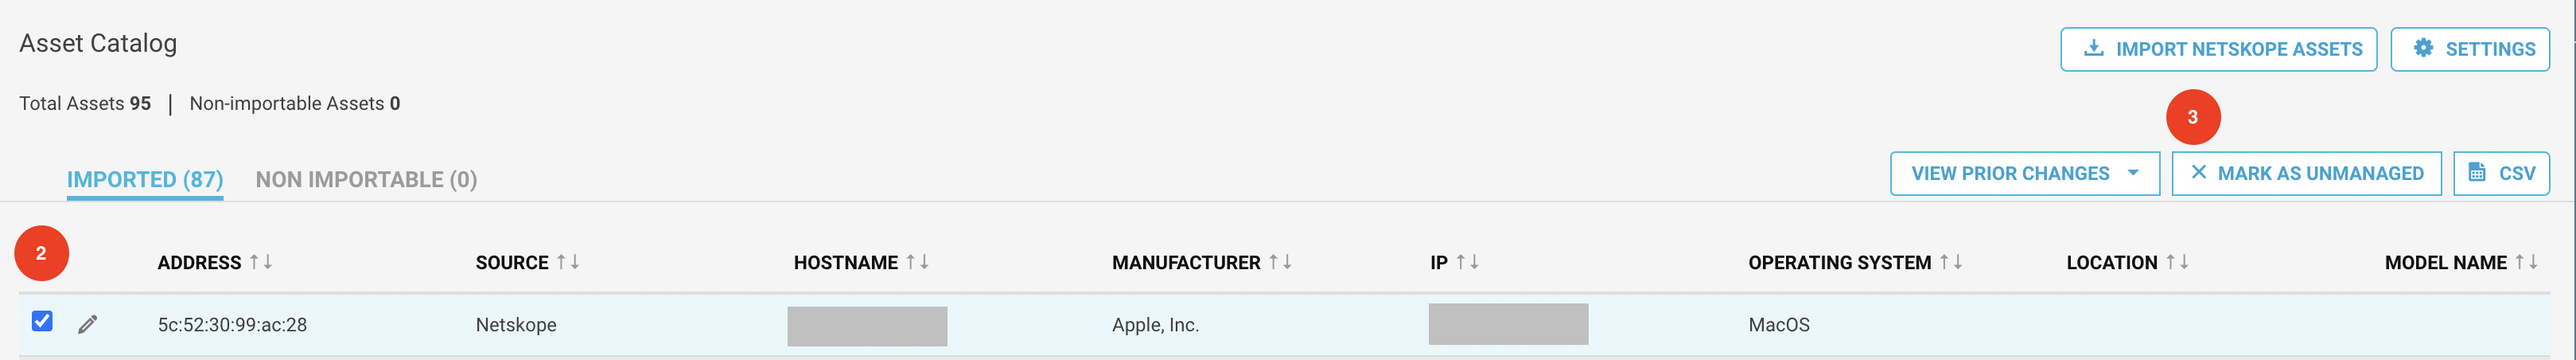 Asset Catalog
IMPORT NETSKOPE ASSETS
SETTINGS
Total Assets 95 | Non-importable Assets 0
3
IMPORTED (87)
NON IMPORTABLE (0)
VIEW PRIOR CHANGES
MARK AS UNMANAGED
CSV
2
ADDRESS SOURCE HOSTNAME MANUFACTURER IP OPERATING SYSTEM LOCATION MODEL NAME
5c:52:30:99:ac:28 Netskope Apple, Inc. MacOS